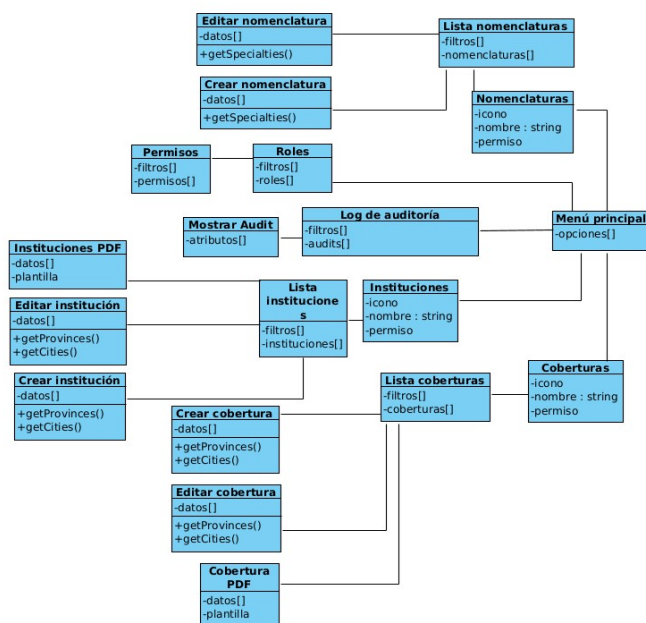 Editar nomenclatura
-datos[]
+getSpecialties()
Lista nomenclaturas
-filtros[]
-nomenclaturas[]
Crear nomenclatura
-datos[]
+getSpecialties()
Nomenclaturas
-icono
-nombre : string
-permiso
Permisos
-filtros[]
-permisos[]
Roles
-filtros[]
-roles[]
Mostrar Audit
-atributos[]
Log de auditoría
-filtros[]
-audits[]
Menú principal
-opciones[]
Instituciones PDF
-datos[]
-plantilla
Editar institución
-datos[]
+getProvinces()
+getCities()
Crear institución
-datos[]
+getProvinces()
+getCities()
Lista
institucione
s
-filtros[]
-instituciones[]
Instituciones
-icono
-nombre : string
-permiso
Coberturas
-icono
-nombre : string
-permiso
Lista coberturas
-filtros[]
-coberturas[]
Crear cobertura
-datos[]
+getProvinces()
+getCities()
Editar cobertura
-datos[]
+getProvinces()
+getCities()
Cobertura
PDF
-datos[]
-plantilla